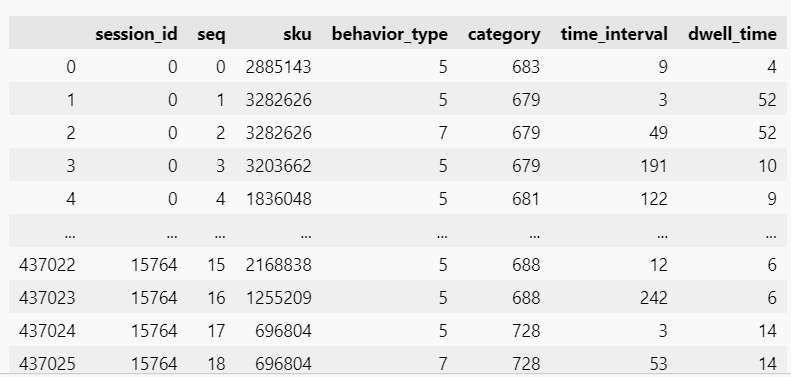 session_id seq sku behavior_type category time_interval dwell_time
0 0 0 2885143 5 683 9 4
1 0 1 3282626 5 679 3 52
2 0 2 3282626 7 679 49 52
3 0 3 3203662 5 679 191 10
4 0 4 1836048 5 681 122 9
... ... ... ... ... ... ... ...
437022 15764 15 2168838 5 688 12 6
437023 15764 16 1255209 5 688 242 6
437024 15764 17 696804 5 728 3 14
437025 15764 18 696804 7 728 53 14